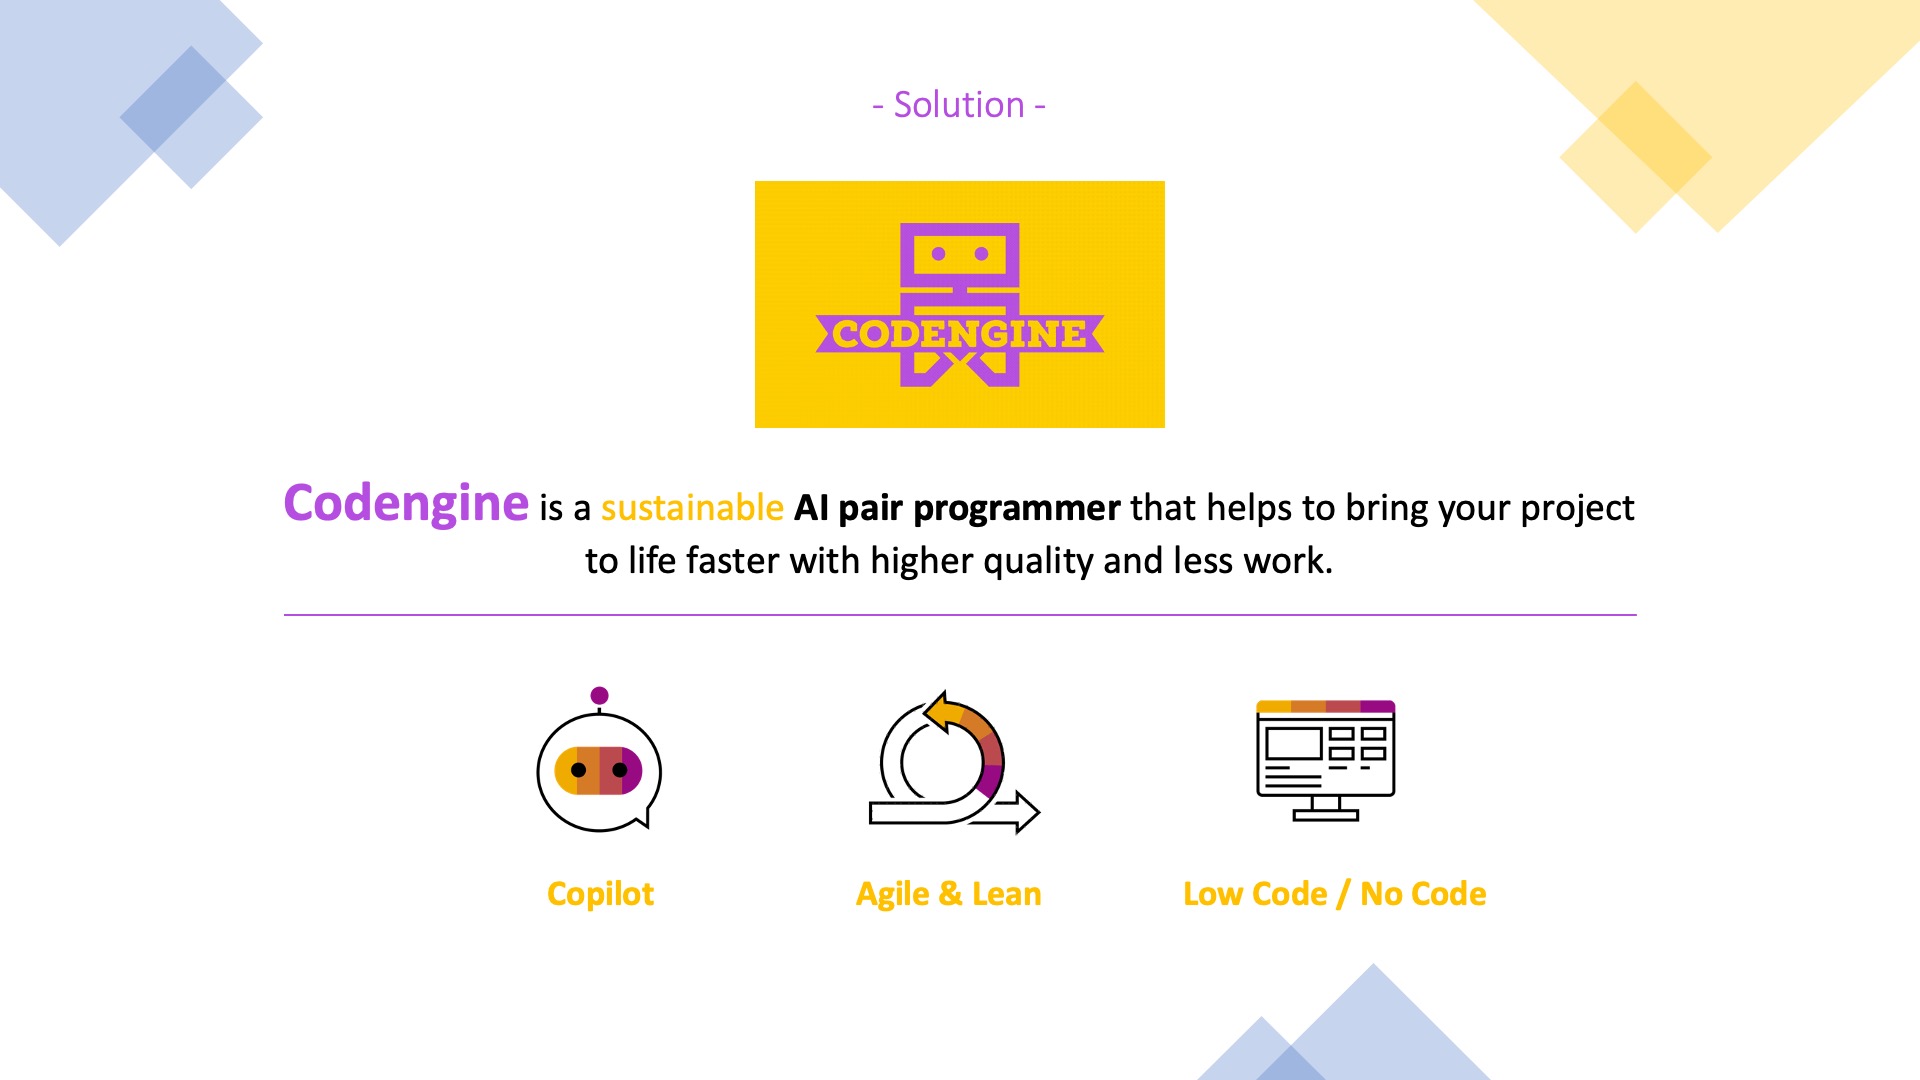 - Solution -
CODENGINE
Codengine is a sustainable AI pair programmer that helps to bring your project
to life faster with higher quality and less work.
Copilot
Agile & Lean
Low Code / No Code